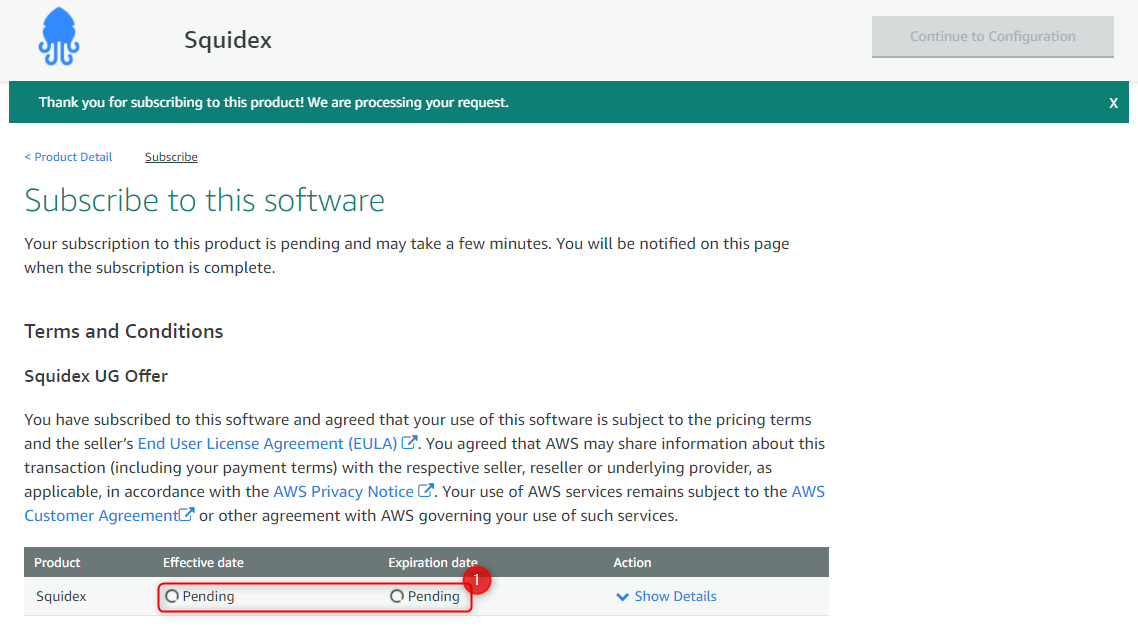 Squidex
Continue to Configuration
Thank you for subscribing to this product! We are processing your request.
X
< Product Detail
Subscribe
Subscribe to this software
Your subscription to this product is pending and may take a few minutes. You will be notified on this page
when the subscription is complete.
Terms and Conditions
Squidex UG Offer
You have subscribed to this software and agreed that your use of this software is subject to the pricing terms
and the seller's End User License Agreement (EULA). You agreed that AWS may share information about this
transaction (including your payment terms) with the respective seller, reseller or underlying provider, as
applicable, in accordance with the AWS Privacy Notice. Your use of AWS services remains subject to the AWS
Customer Agreement or other agreement with AWS governing your use of such services.
Product Effective date Expiration date Action
1
Squidex Pending Pending Show Details